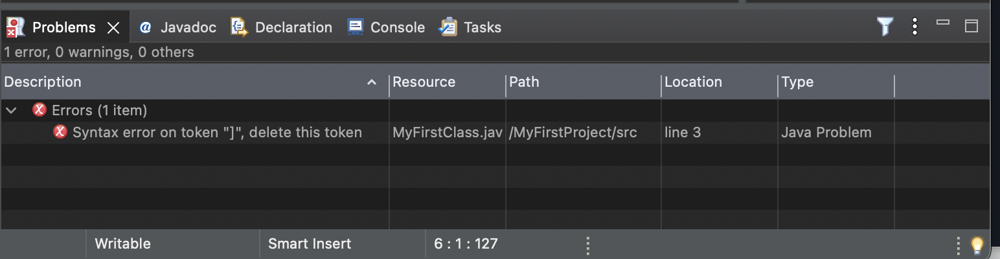 Problems @ Javadoc Declaration Console Tasks
1 error, 0 warnings, 0 others
Description Resource Path Location Type
Errors (1 item)
Syntax error on token "]", delete this token MyFirstClass.jav /MyFirstProject/src line 3 Java Problem
Writable Smart Insert 6 : 1 : 127